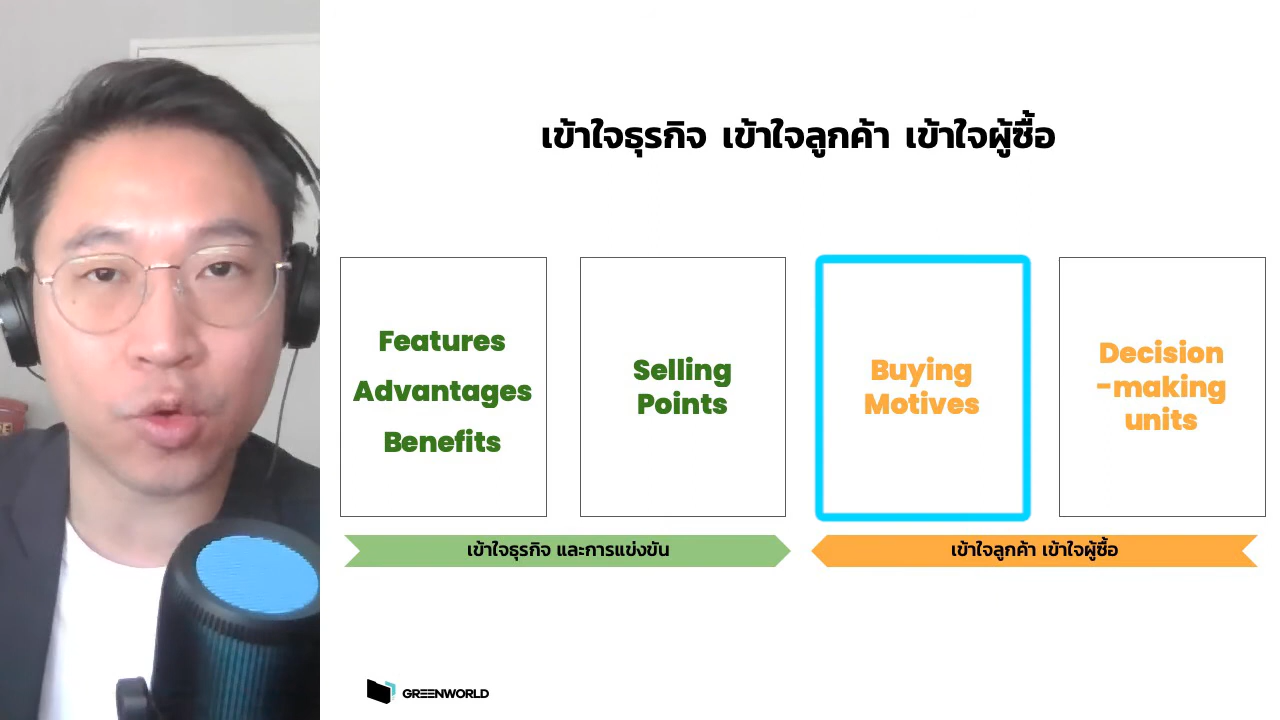 เข้าใจธุรกิจ เข้าใจลูกค้า เข้าใจผู้ซื้อ
Features
Advantages
Benefits
Selling
Points
Buying
Motives
Decision
-making
units
เข้าใจธุรกิจ และการแข่งขัน
เข้าใจลูกค้า เข้าใจผู้ซื้อ
GREENWORLD